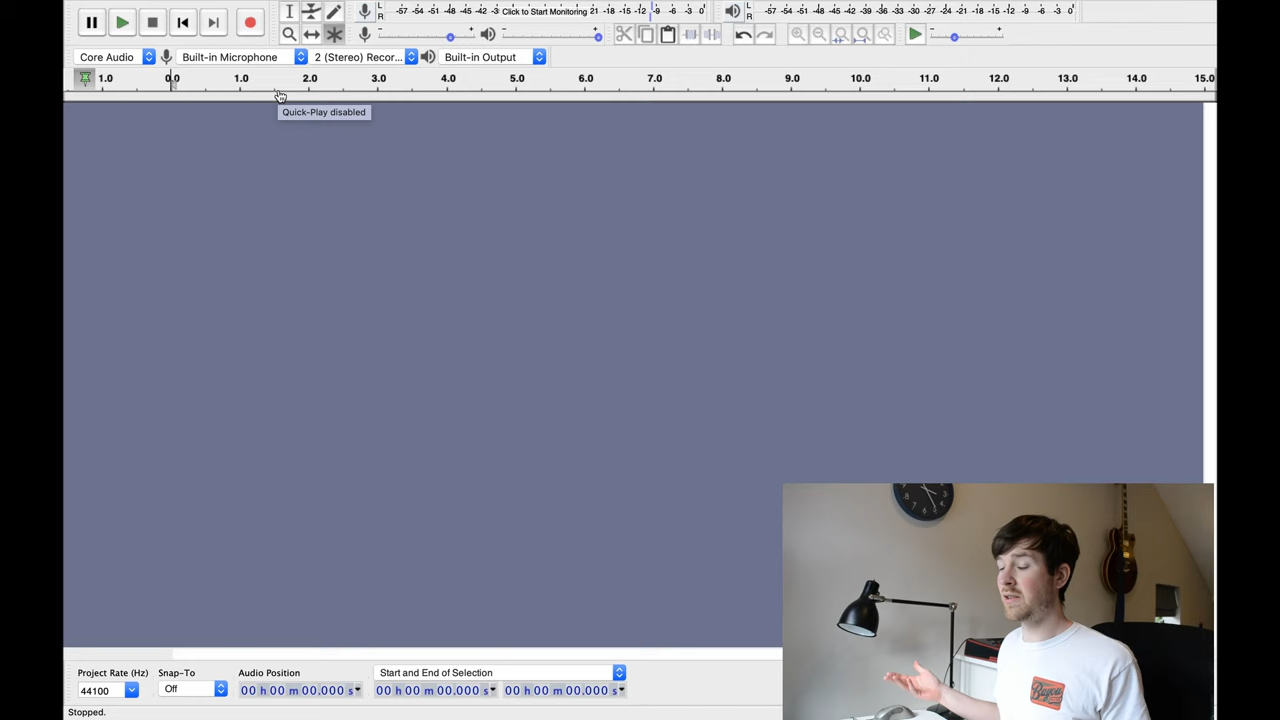 L
R
-57 -54 -51 -48 -45 -42 -3 Click to Start Monitoring 21 -18 -15 -12 -9 -6 -3 0
L
R
-57 -54 -51 -48 -45 -42 -39 -36 -33 -30 -27 -24 -21 -18 -15 -12 -9 -6 -3 0
- +
- +
- +
Core Audio
Built-in Microphone
2 (Stereo) Recor...
Built-in Output
1.0 0.0 1.0 2.0 3.0 4.0 5.0 6.0 7.0 8.0 9.0 10.0 11.0 12.0 13.0 14.0 15.0
Quick-Play disabled
Project Rate (Hz)
Snap-To
Audio Position
Start and End of Selection
44100
Off
00 h 00 m 00.000 s
00 h 00 m 00.000 s
00 h 00 m 00.000 s
Stopped.
Bayou